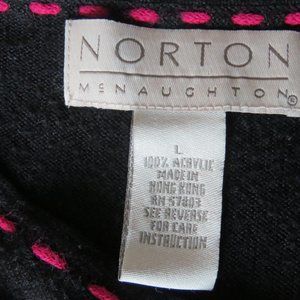 NORTON
McNAUGHTON®
L
100% ACRYLIC
MADE IN
HONG KONG
RN 57803
SEE REVERSE
FOR CARE
INSTRUCTION